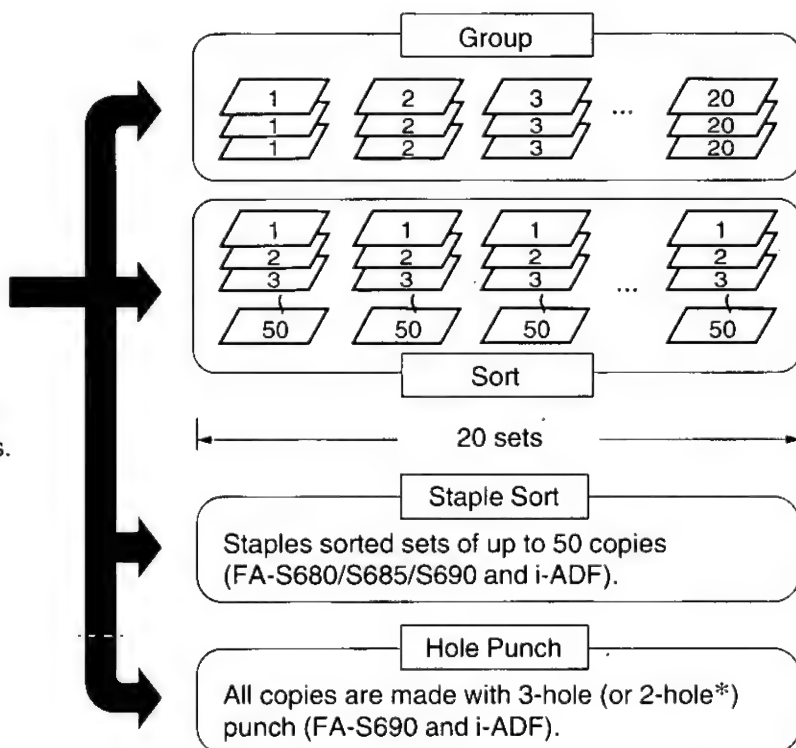 Group
1 2 3 ... 20
1 2 3 20
1 2 3 20
1 1 1 1
2 2 2 2
3 3 3 ... 3
50 50 50 50
Sort
20 sets
s.
Staple Sort
Staples sorted sets of up to 50 copies
(FA-S680/S685/S690 and i-ADF).
Hole Punch
All copies are made with 3-hole (or 2-hole*)
punch (FA-S690 and i-ADF).